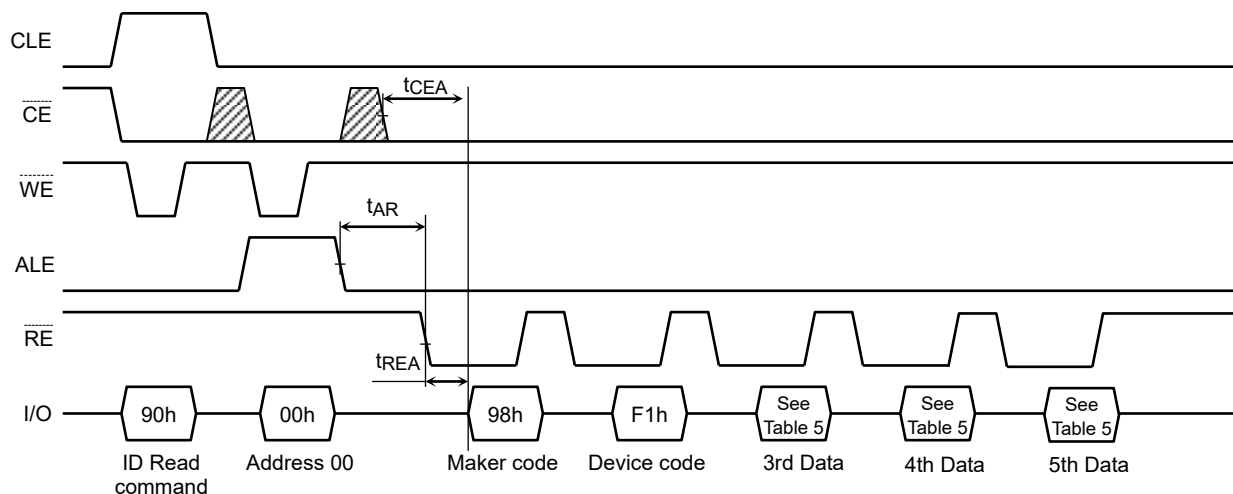 CLE
tCEA
CE
WE
tAR
ALE
RE
tREA
I/O
90h
00h
98h
F1h
See
Table 5
See
Table 5
See
Table 5
ID Read
command
Address 00
Maker code
Device code
3rd Data
4th Data
5th Data